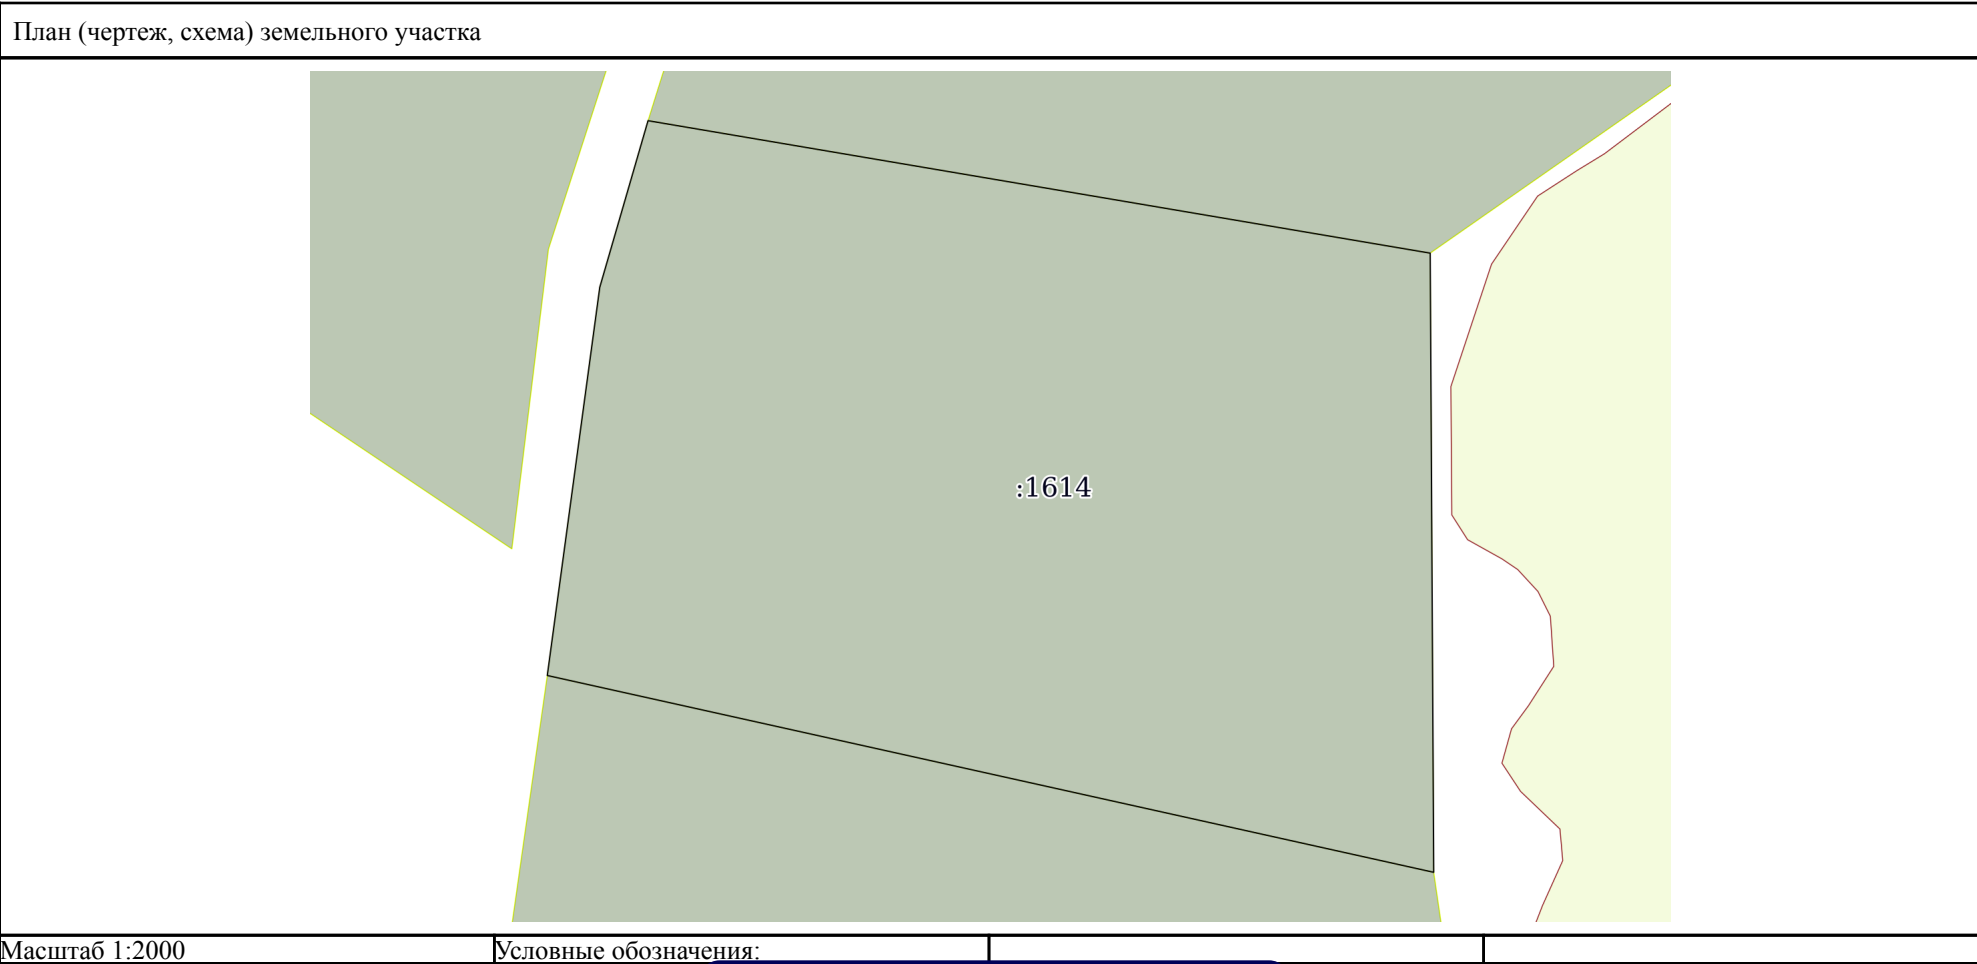 План (чертеж, схема) земельного участка
:1614
Масштаб 1:2000
Условные обозначения: